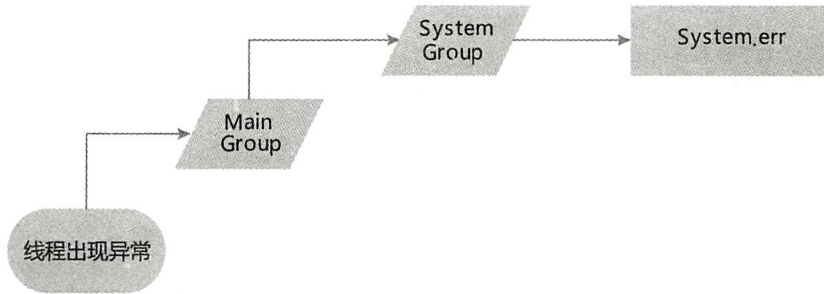 System
Group
System.err
Main
Group
线程出现异常